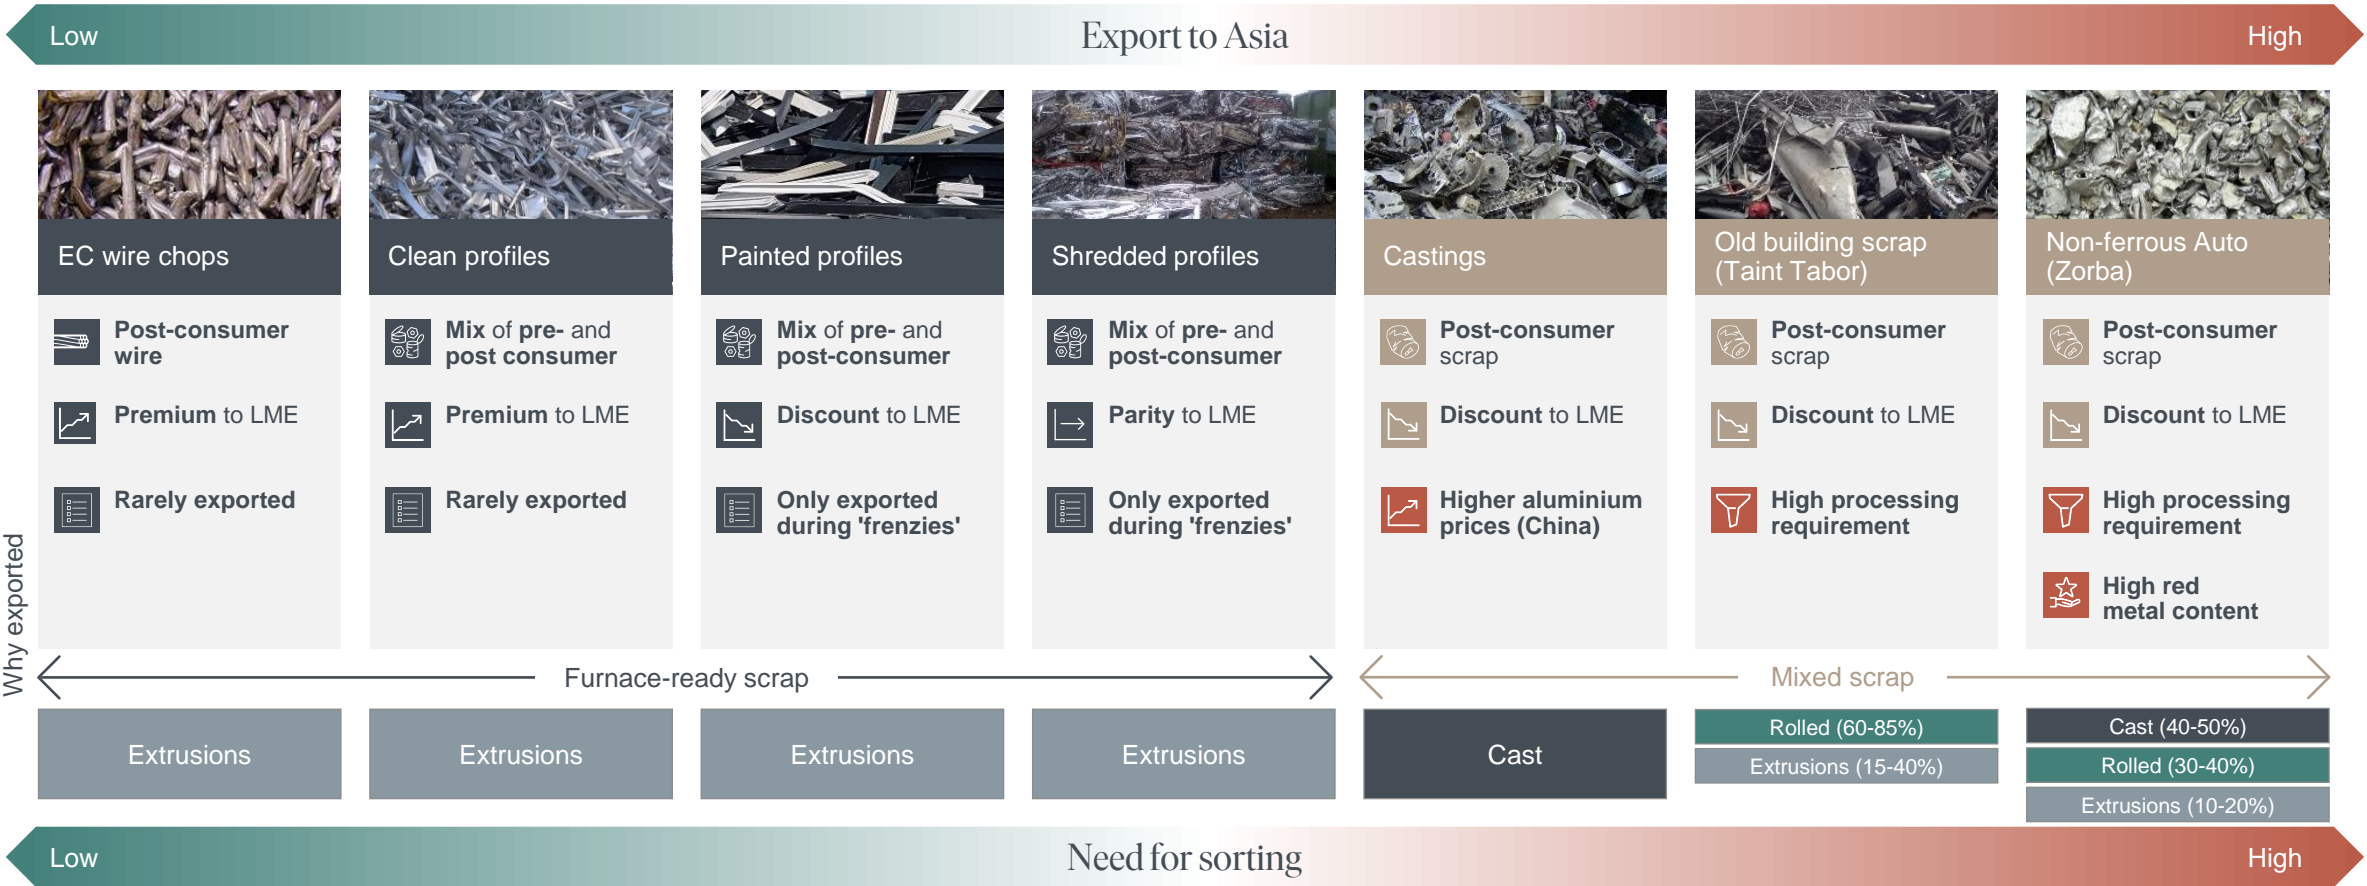 Low
Export to Asia
High
EC wire chops
Post-consumer
wire
Premium to LME
Rarely exported
Clean profiles
Mix of pre- and
post consumer
Premium to LME
Rarely exported
Painted profiles
Mix of pre- and
post-consumer
Discount to LME
Only exported
during 'frenzies'
Shredded profiles
Mix of pre- and
post-consumer
Parity to LME
Only exported
during 'frenzies'
Castings
Post-consumer
scrap
Discount to LME
Higher aluminium
prices (China)
Old building scrap
(Taint Tabor)
Post-consumer
scrap
Discount to LME
High processing
requirement
Non-ferrous Auto
(Zorba)
Post-consumer
scrap
Discount to LME
High processing
requirement
High red
metal content
Why exported
Furnace-ready scrap
Mixed scrap
Extrusions
Extrusions
Extrusions
Extrusions
Cast
Rolled (60-85%)
Extrusions (15-40%)
Cast (40-50%)
Rolled (30-40%)
Extrusions (10-20%)
Low
Need for sorting
High